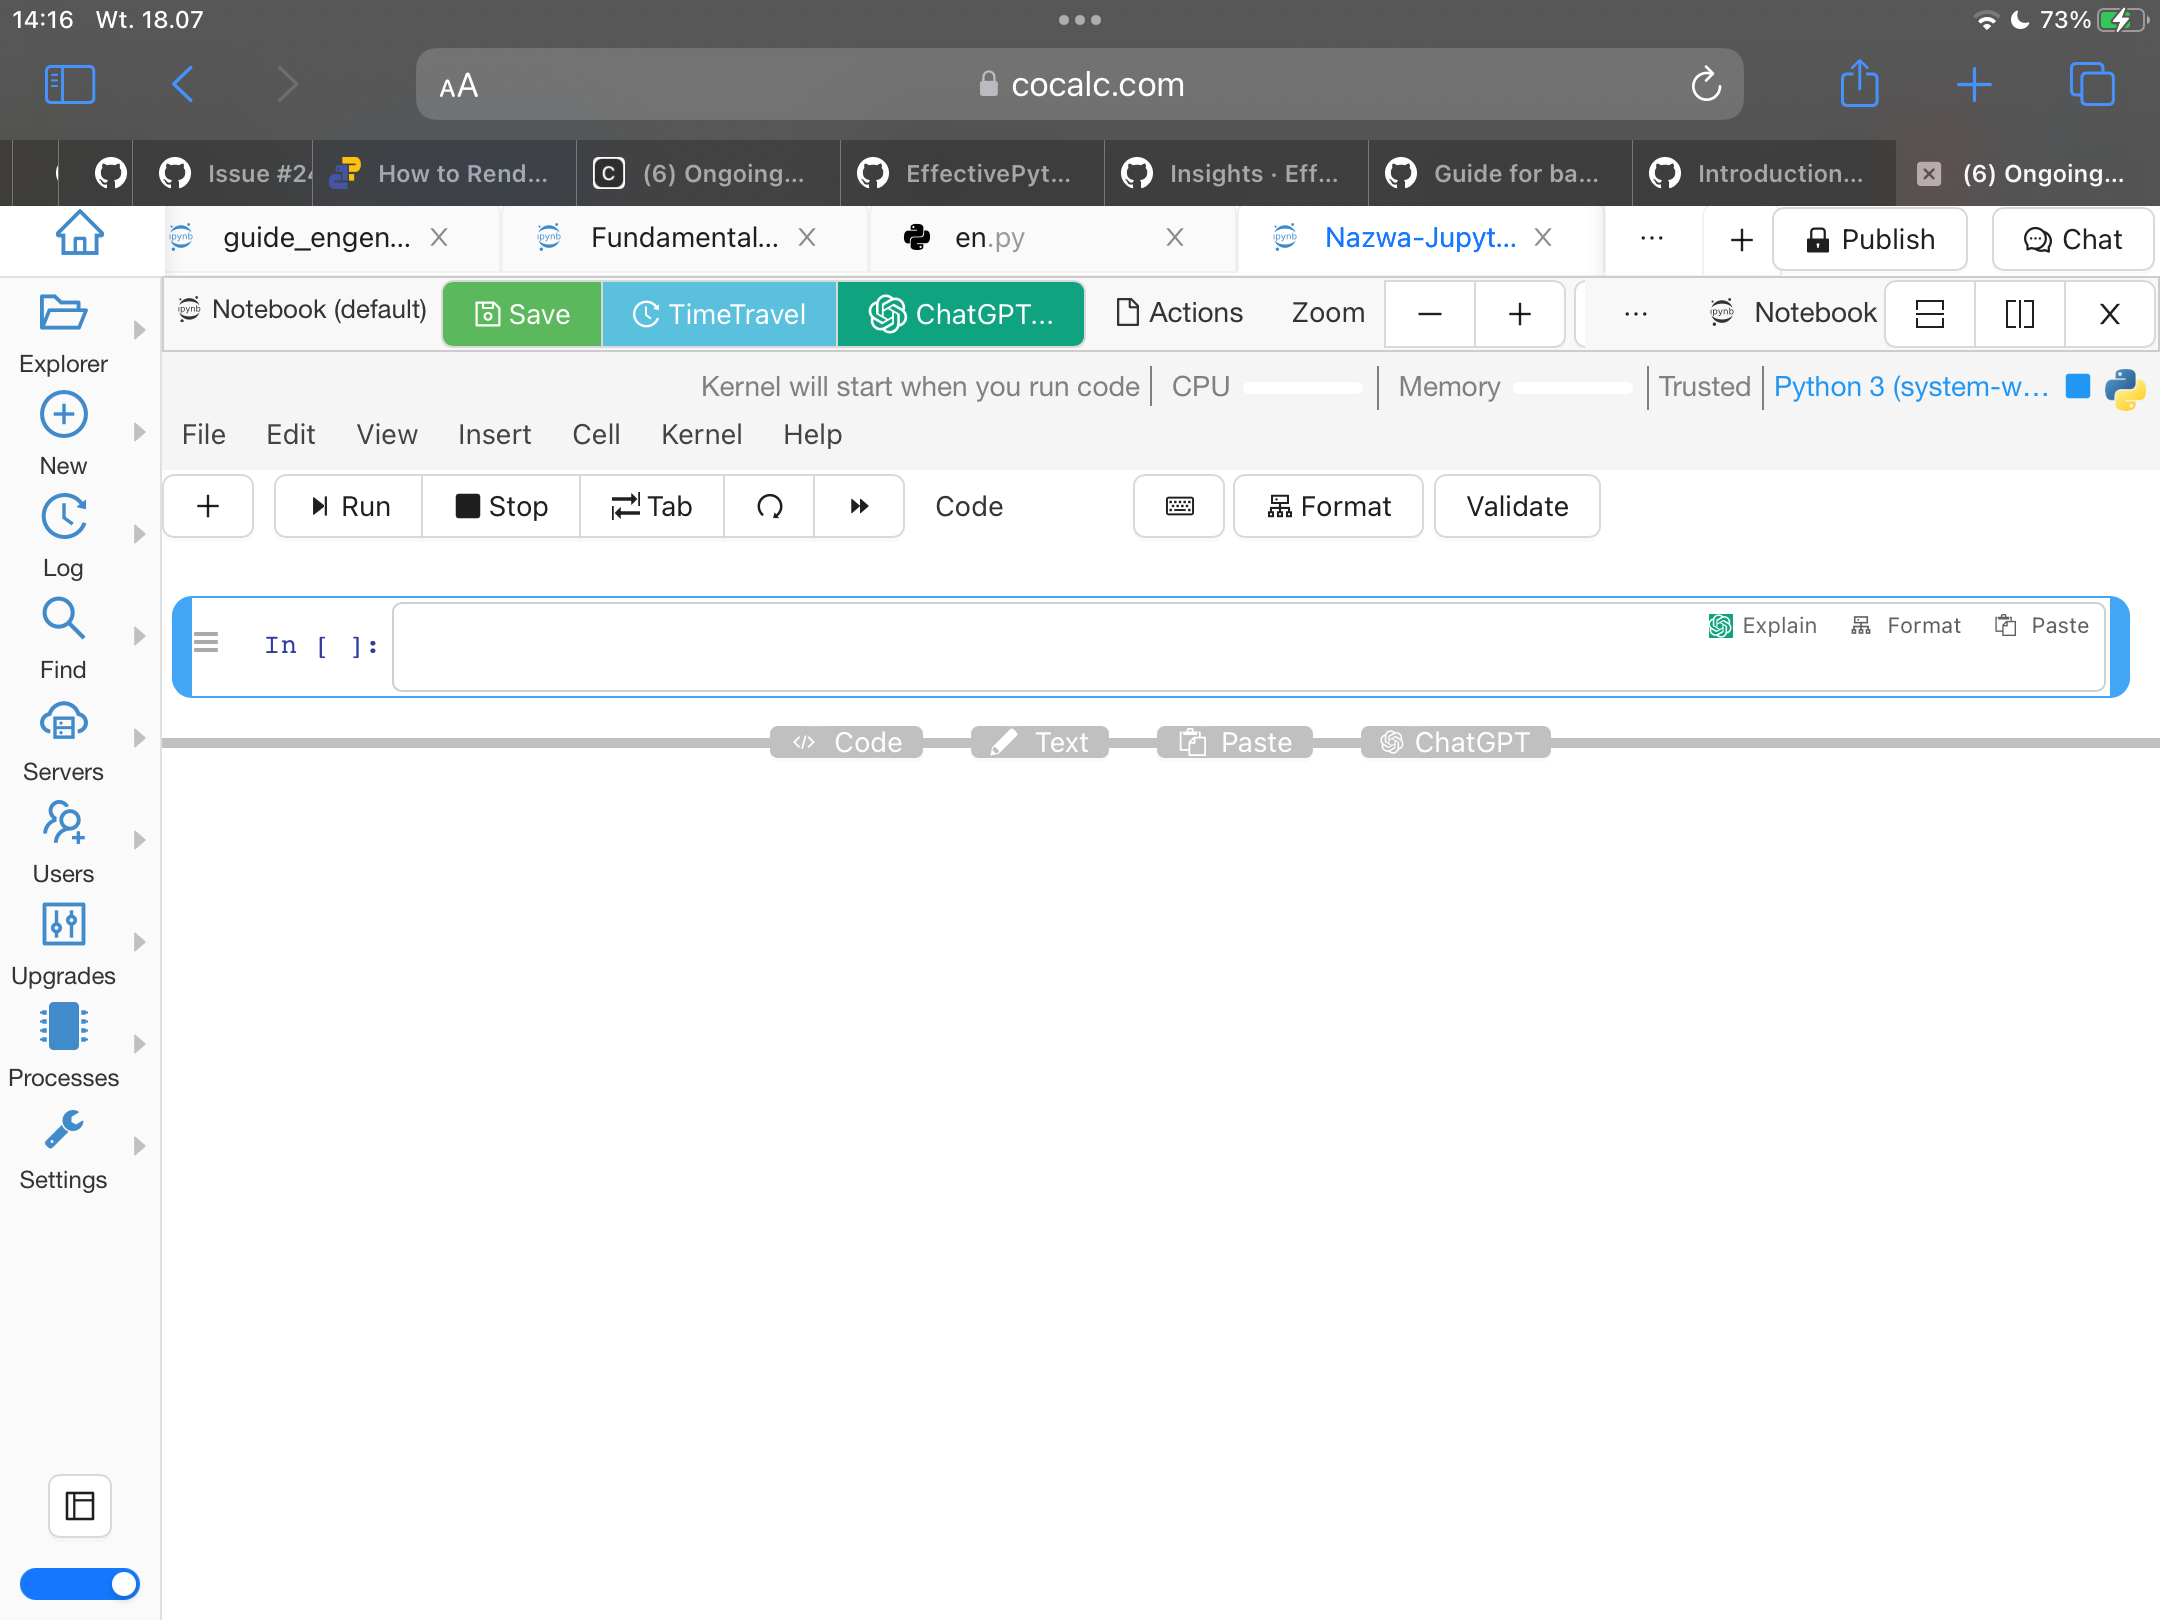 14:16 Wt. 18.07 73%
AA cocalc.com
Issue #24 How to Rend... C (6) Ongoing... EffectivePyt... Insights · Eff... Guide for ba... Introduction... (6) Ongoing...
guide_engen... Fundamental... en.py Nazwa-Jupyt... ... + Publish Chat
Notebook (default) Save TimeTravel ChatGPT... Actions Zoom — + ... Notebook
Explorer
Kernel will start when you run code CPU Memory Trusted Python 3 (system-w...
File Edit View Insert Cell Kernel Help
New
+ Run Stop Tab Code Format Validate
Log
In [ ]: Explain Format Paste
Find
Code Text Paste ChatGPT
Servers
Users
Upgrades
Processes
Settings